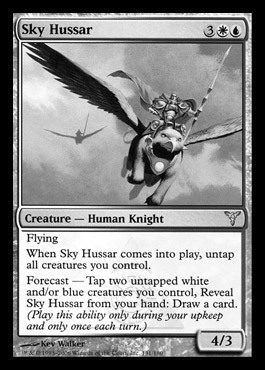 Sky Hussar 3
Creature — Human Knight
Flying
When Sky Hussar comes into play, untap
all creatures you control.
Forecast — Tap two untapped white
and/or blue creatures you control, Reveal
Sky Hussar from your hand: Draw a card.
(Play this ability only during your upkeep
and only once each turn.)
Kev Walker
4/3